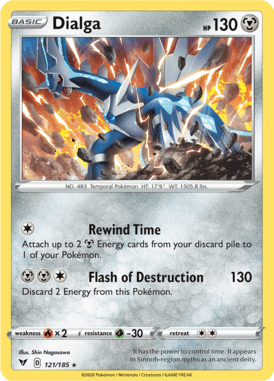 BASIC Dialga HP 130
NO. 483 Temporal Pokémon HT: 17'9" WT: 1505.8 lbs.
Rewind Time
Attach up to 2 Energy cards from your discard pile to
1 of your Pokémon.
Flash of Destruction 130
Discard 2 Energy from this Pokémon.
weakness ×2 resistance -30 retreat
Illus. Shin Nagasawa
It has the power to control time. It appears
in Sinnoh-region myths as an ancient deity.
D 121/185 ★
©2020 Pokémon / Nintendo / Creatures / GAME FREAK